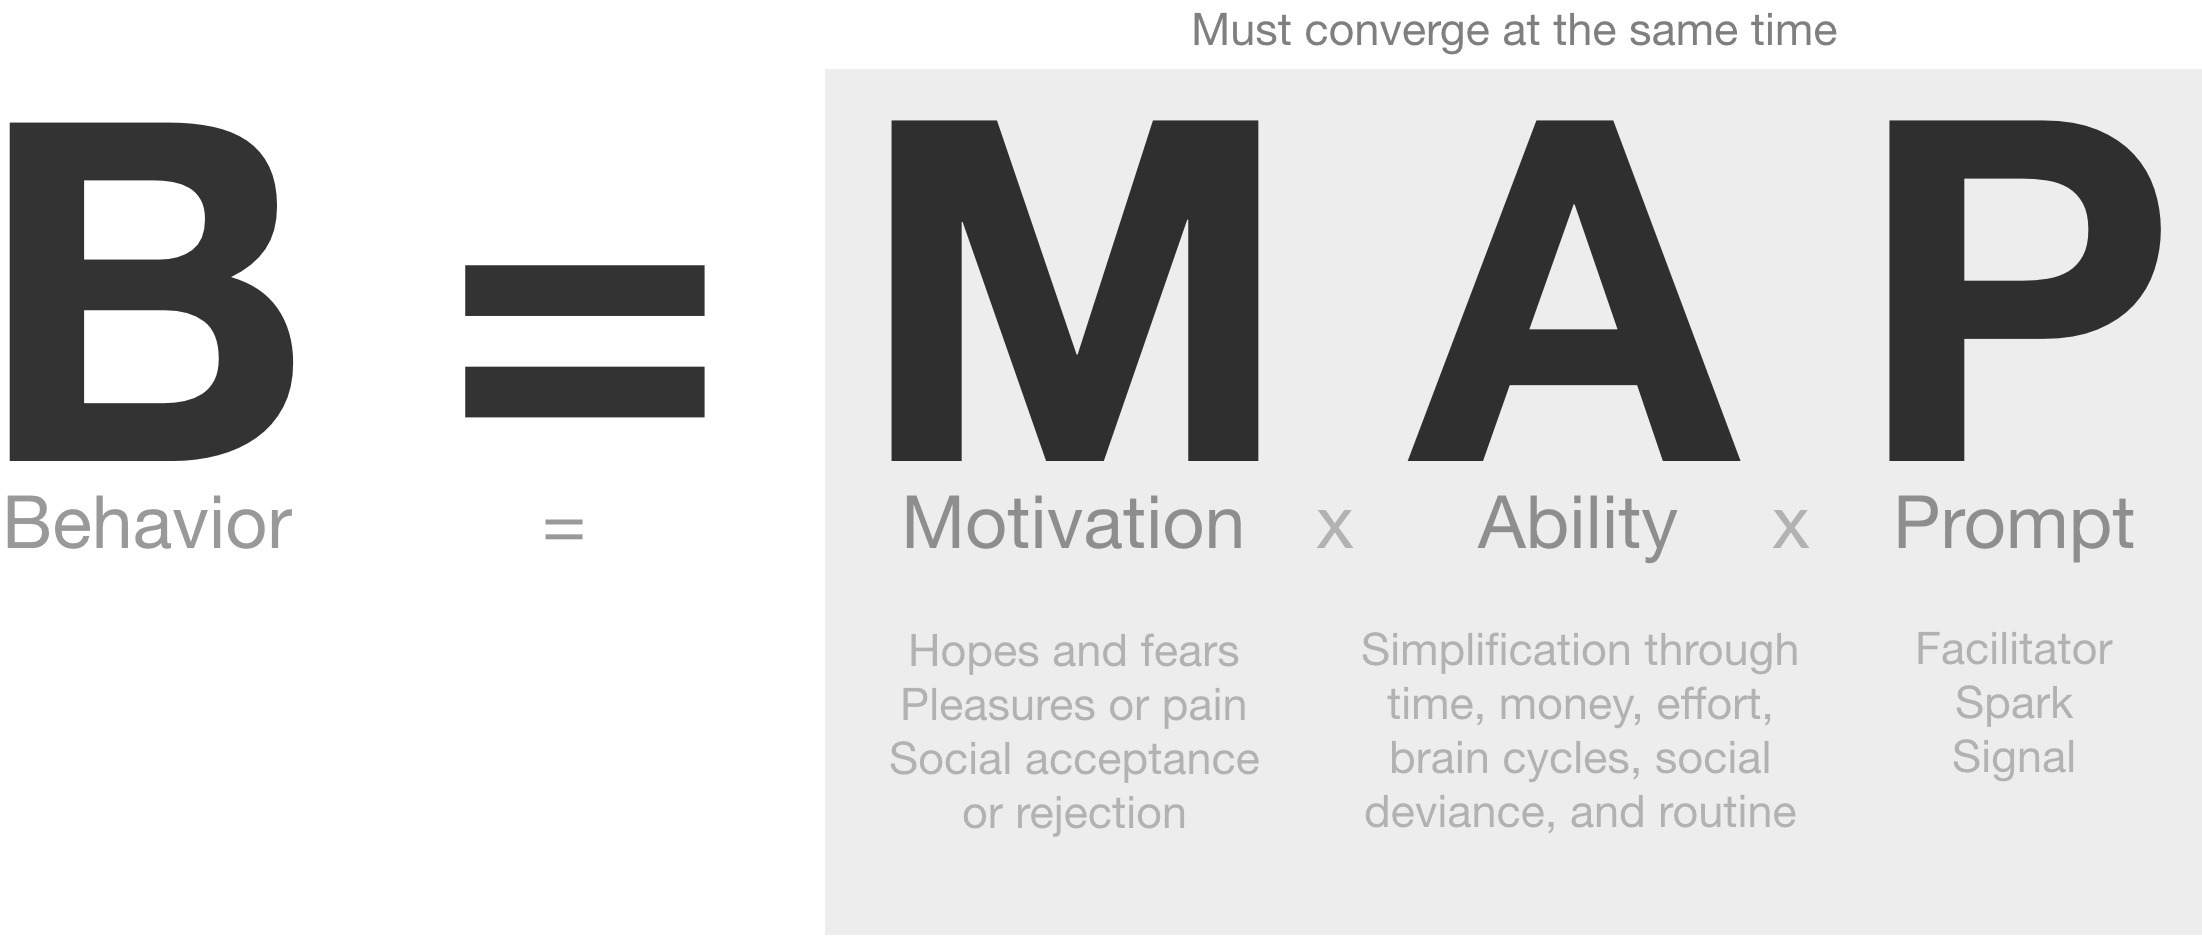 Must converge at the same time
B = M A P
Behavior = Motivation x Ability x Prompt
Hopes and fears
Pleasures or pain
Social acceptance
or rejection
Simplification through
time, money, effort,
brain cycles, social
deviance, and routine
Facilitator
Spark
Signal